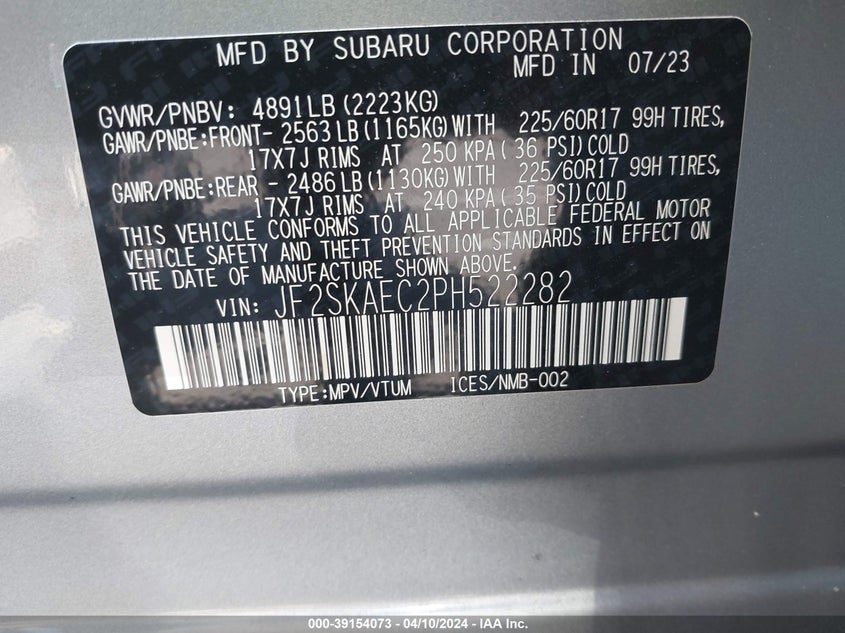 MFD BY SUBARU CORPORATION
MFD IN 07/23
GVWR/PNBV: 4891LB(2223KG)
GAWR/PNBE:FRONT- 2563LB(1165KG)WITH 225/60R17 99H TIRES,
17X7J RIMS AT 250 KPA( 36 PSI)COLD
GAWR/PNBE:REAR - 2486LB(1130KG)WITH 225/60R17 99H TIRES,
17X7J RIMS AT 240 KPA( 35 PSI)COLD
THIS VEHICLE CONFORMS TO ALL APPLICABLE FEDERAL MOTOR
VEHICLE SAFETY AND THEFT PREVENTION STANDARDS IN EFFECT ON
THE DATE OF MANUFACTURE SHOWN ABOVE.
VIN: JF2SKAEC2PH522282
TYPE:MPV/VTUM ICES/NMB-002
000-39154073 - 04/10/2024 - IAA Inc.